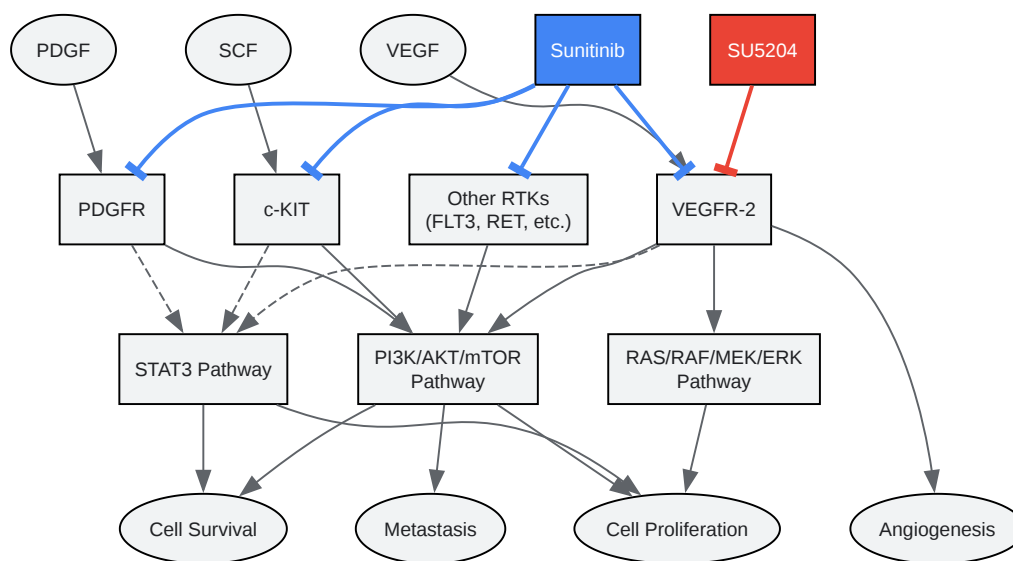 PDGF
SCF
VEGF
Sunitinib
SU5204
PDGFR
c-KIT
Other RTKs
(FLT3, RET, etc.)
VEGFR-2
STAT3 Pathway
PI3K/AKT/mTOR
Pathway
RAS/RAF/MEK/ERK
Pathway
Cell Survival
Metastasis
Cell Proliferation
Angiogenesis